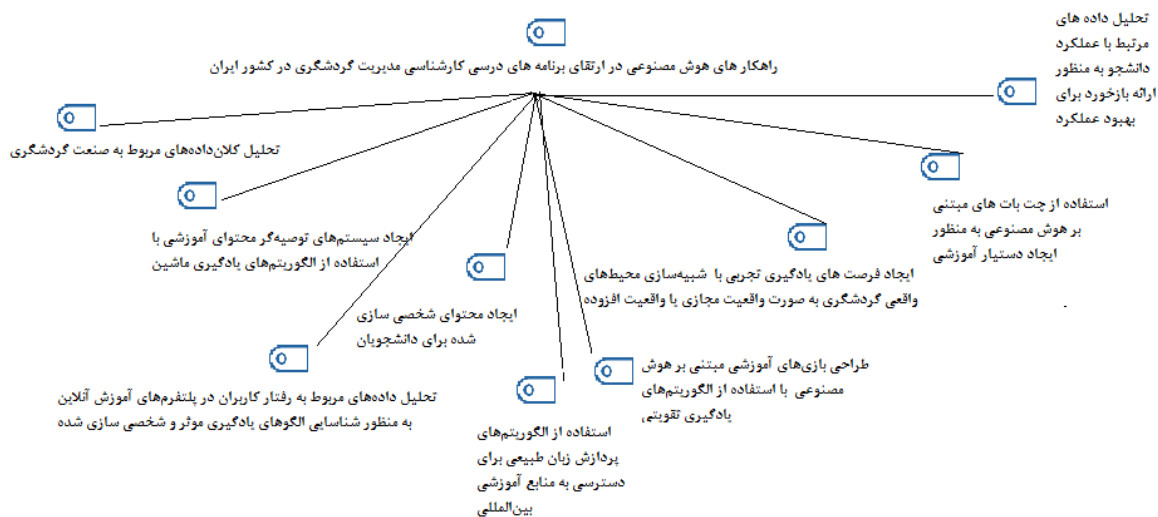 راهکار های هوش مصنوعی در ارتقای برنامه های درسی کارشناسی مدیریت گردشگری در کشور ایران
تحلیل داده های
مرتبط با عملکرد
دانشجو به منظور
ارائه بازخورد برای
بهبود عملکرد
استفاده از چت بات های مبتنی
بر هوش مصنوعی به منظور
ایجاد دستیار آموزشی
ایجاد فرصت های یادگیری تجربی با شبیه‌سازی محیط‌های
واقعی گردشگری به صورت واقعیت مجازی یا واقعیت افزوده
طراحی بازی‌های آموزشی مبتنی بر هوش
مصنوعی با استفاده از الگوریتم‌های
یادگیری تقویتی
استفاده از الگوریتم‌های
پردازش زبان طبیعی برای
دسترسی به منابع آموزشی
بین‌المللی
ایجاد محتوای شخصی سازی
شده برای دانشجویان
تحلیل داده‌های مربوط به رفتار کاربران در پلتفرم‌های آموزش آنلاین
به منظور شناسایی الگوهای یادگیری موثر و شخصی سازی شده
ایجاد سیستم‌های توصیه‌گر محتوای آموزشی با
استفاده از الگوریتم‌های یادگیری ماشین
تحلیل کلان‌داده‌های مربوط به صنعت گردشگری